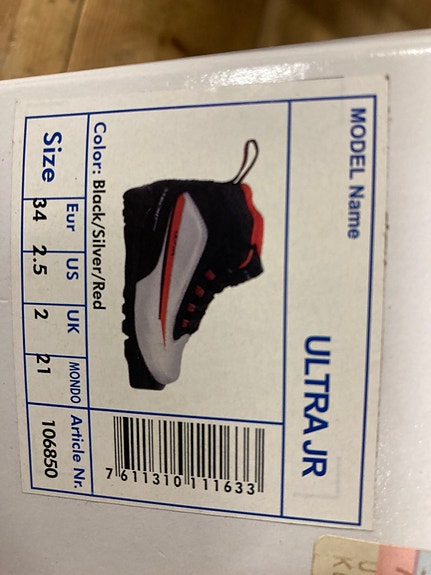 MODEL Name
ULTRA JR
Color: Black/Silver/Red
7 611310 111633
Size
Eur US UK MONDO Article Nr.
34 2.5 2 21 106850